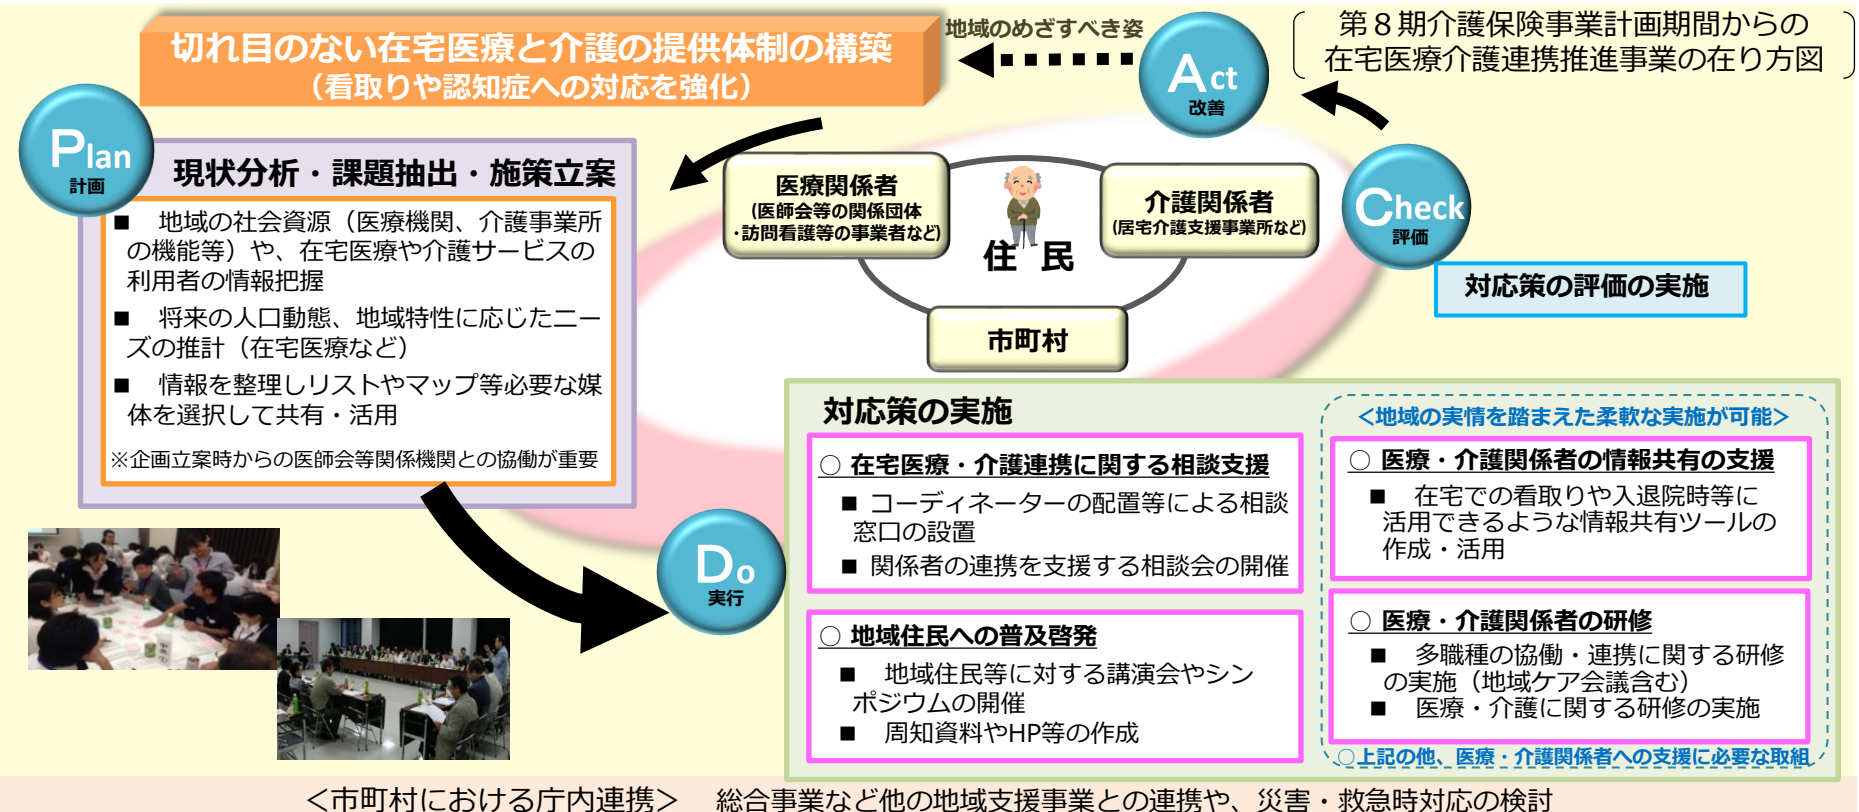 切れ目のない在宅医療と介護の提供体制の構築
（看取りや認知症への対応を強化）
地域のめざすべき姿
Act
改善
第８期介護保険事業計画期間からの
在宅医療介護連携推進事業の在り方図
Plan
計画
現状分析・課題抽出・施策立案
■ 地域の社会資源（医療機関、介護事業所
の機能等）や、在宅医療や介護サービスの
利用者の情報把握
■ 将来の人口動態、地域特性に応じたニー
ズの推計（在宅医療など）
■ 情報を整理しリストやマップ等必要な媒
体を選択して共有・活用
※企画立案時からの医師会等関係機関との協働が重要
医療関係者
(医師会等の関係団体
・訪問看護等の事業者など)
介護関係者
(居宅介護支援事業所など)
住 民
市町村
Check
評価
対応策の評価の実施
Do
実行
対応策の実施
○ 在宅医療・介護連携に関する相談支援
■ コーディネーターの配置等による相談
窓口の設置
■ 関係者の連携を支援する相談会の開催
○ 地域住民への普及啓発
■ 地域住民等に対する講演会やシン
ポジウムの開催
■ 周知資料やHP等の作成
＜地域の実情を踏まえた柔軟な実施が可能＞
○ 医療・介護関係者の情報共有の支援
■ 在宅での看取りや入退院時等に
活用できるような情報共有ツールの
作成・活用
○ 医療・介護関係者の研修
■ 多職種の協働・連携に関する研修
の実施（地域ケア会議含む）
■ 医療・介護に関する研修の実施
○上記の他、医療・介護関係者への支援に必要な取組
＜市町村における庁内連携＞ 総合事業など他の地域支援事業との連携や、災害・救急時対応の検討